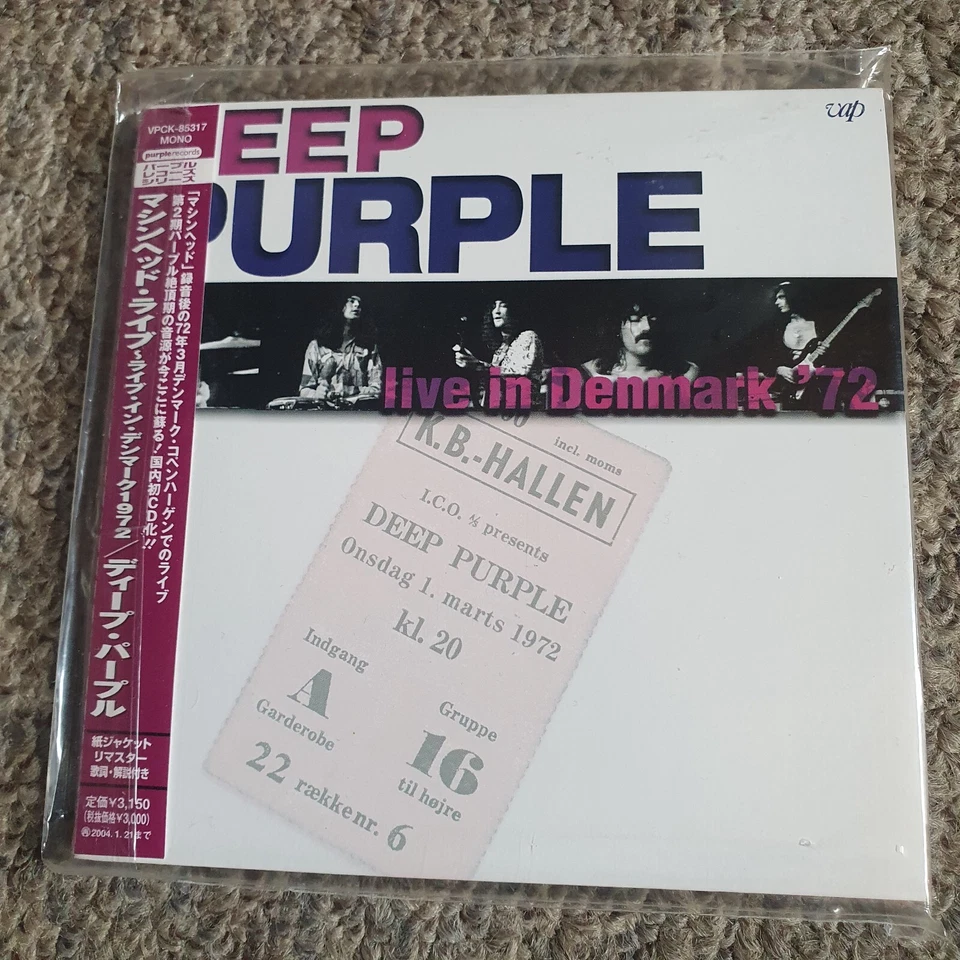 VPCK-85317
MONO
purplerecords
パープル
レコーズ
シリーズ
「マシンヘッド」録音後の72年3月デンマーク・コペンハーゲンでのライブ
第2期パープル絶頂期の音源が今ここに蘇る!国内初CD化!!
マシンヘッド・ライブ~ライブ・イン・デンマーク1972/ディープ・パープル
紙ジャケット
リマスター
歌詞・解説付き
定価¥3,150
(税抜価格¥3,000)
2004.1.21まで
EEP
PURPLE
vap
live in Denmark '72
incl. moms
K.B.-HALLEN
I.C.O. A/S presents
DEEP PURPLE
Onsdag 1. marts 1972
kl. 20
Indgang
A
Garderobe
Gruppe
16
til højre
22 rækkenr. 6